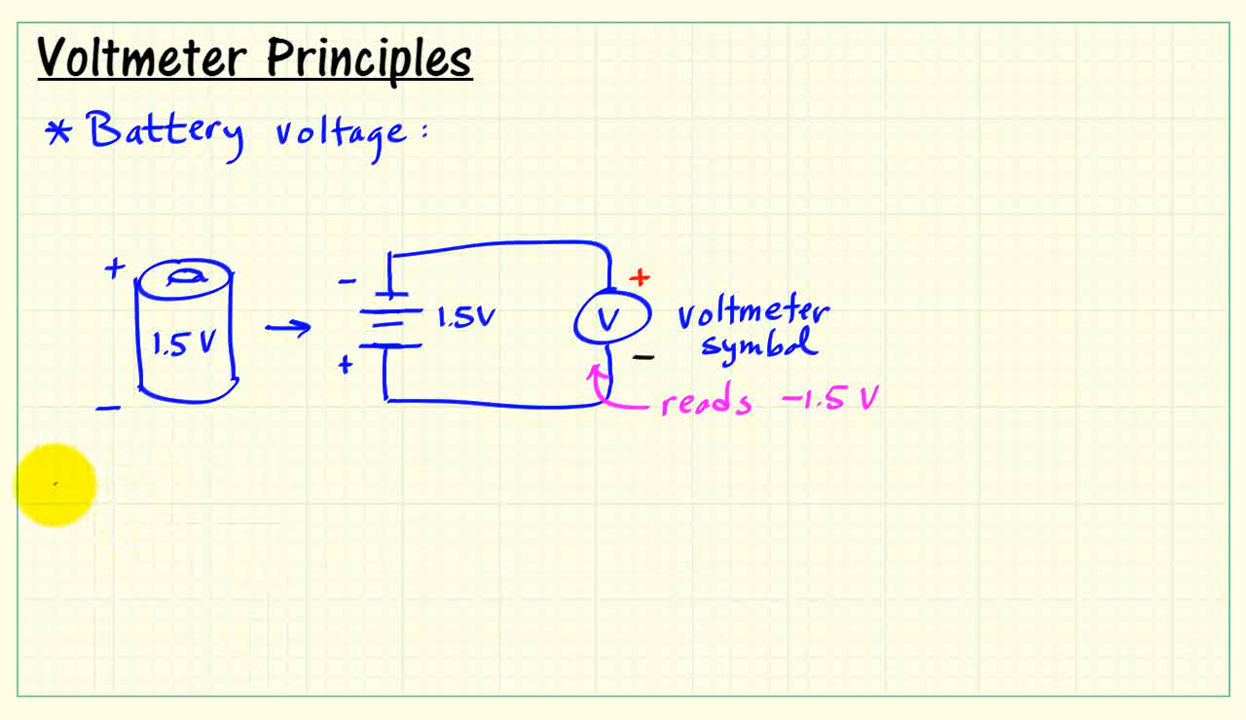 Voltmeter Principles
* Battery voltage:
+
1.5 V
-
→
-
1.5V
+
+
V
-
voltmeter
symbol
reads -1.5 V